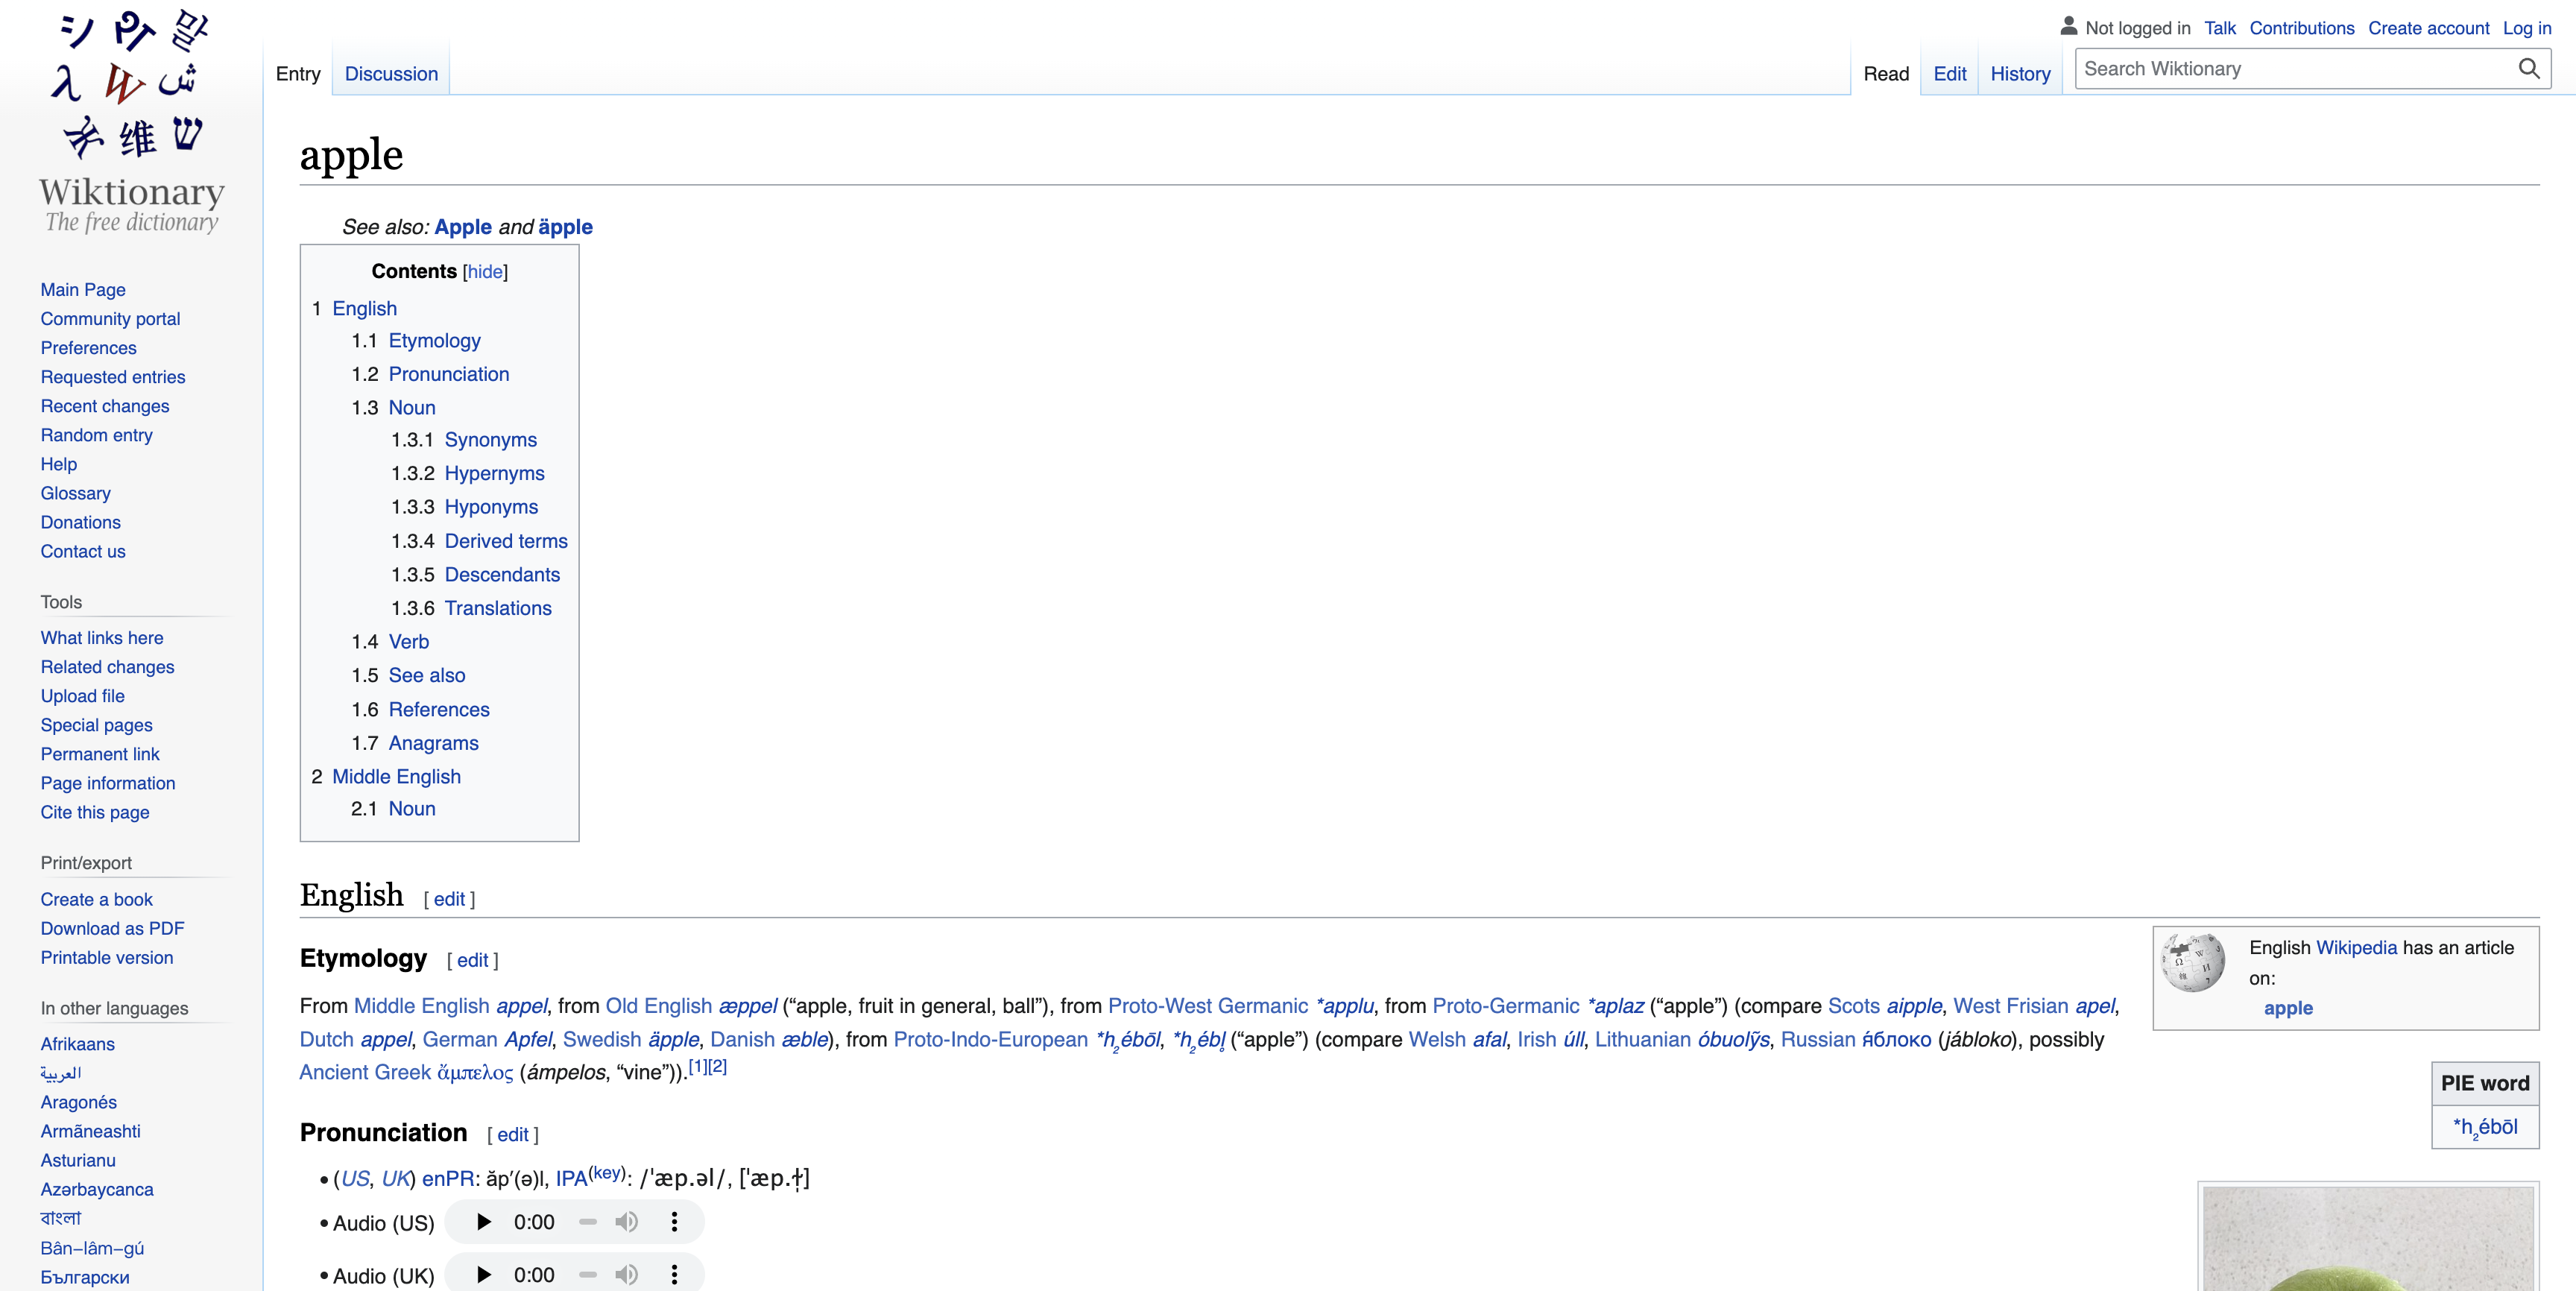 シ
ው
말
λ
W
ش
维
ש
Wiktionary
The free dictionary
Main Page
Community portal
Preferences
Requested entries
Recent changes
Random entry
Help
Glossary
Donations
Contact us
Tools
What links here
Related changes
Upload file
Special pages
Permanent link
Page information
Cite this page
Print/export
Create a book
Download as PDF
Printable version
In other languages
Afrikaans
العربية
Aragonés
Armãneashti
Asturianu
Azərbaycanca
বাংলা
Bân-lâm-gú
Български
Not logged in Talk Contributions Create account Log in
Entry Discussion Read Edit History Search Wiktionary
apple
See also: Apple and äpple
Contents [hide]
1 English
1.1 Etymology
1.2 Pronunciation
1.3 Noun
1.3.1 Synonyms
1.3.2 Hypernyms
1.3.3 Hyponyms
1.3.4 Derived terms
1.3.5 Descendants
1.3.6 Translations
1.4 Verb
1.5 See also
1.6 References
1.7 Anagrams
2 Middle English
2.1 Noun
English [ edit ]
Etymology [ edit ]
From Middle English appel, from Old English æppel (“apple, fruit in general, ball”), from Proto-West Germanic *applu, from Proto-Germanic *aplaz (“apple”) (compare Scots aipple, West Frisian apel,
Dutch appel, German Apfel, Swedish äpple, Danish æble), from Proto-Indo-European *h₂ébōl, *h₂ébl̥ (“apple”) (compare Welsh afal, Irish úll, Lithuanian óbuolỹs, Russian я́блоко (jábloko), possibly
Ancient Greek ἄμπελος (ámpelos, “vine”)).[1][2]
English Wikipedia has an article
on:
apple
PIE word
*h₂ébōl
Pronunciation [ edit ]
• (US, UK) enPR: ăp′(ə)l, IPA(key): /ˈæp.əl/, [ˈæp.ɫ̩]
• Audio (US) 0:00
• Audio (UK) 0:00